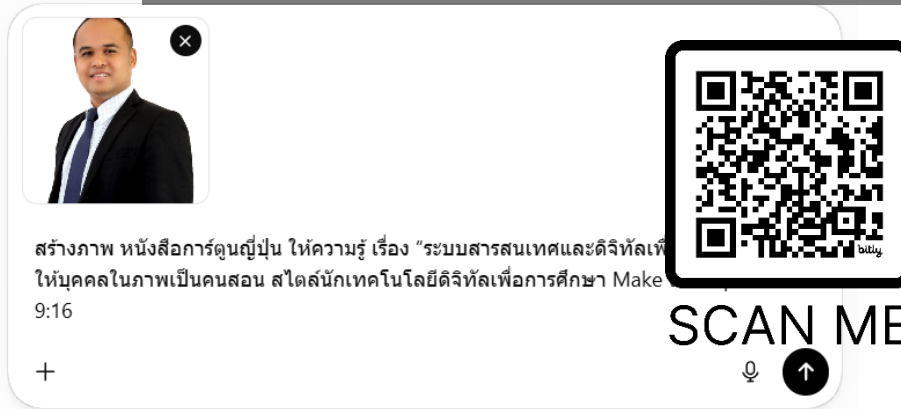 สร้างภาพ หนังสือการ์ตูนญี่ปุ่น ให้ความรู้ เรื่อง “ระบบสารสนเทศและดิจิทัล
ให้บุคคลในภาพเป็นคนสอน สไตล์นักเทคโนโลยีดิจิทัลเพื่อการศึกษา Make
9:16
bitly
SCAN ME